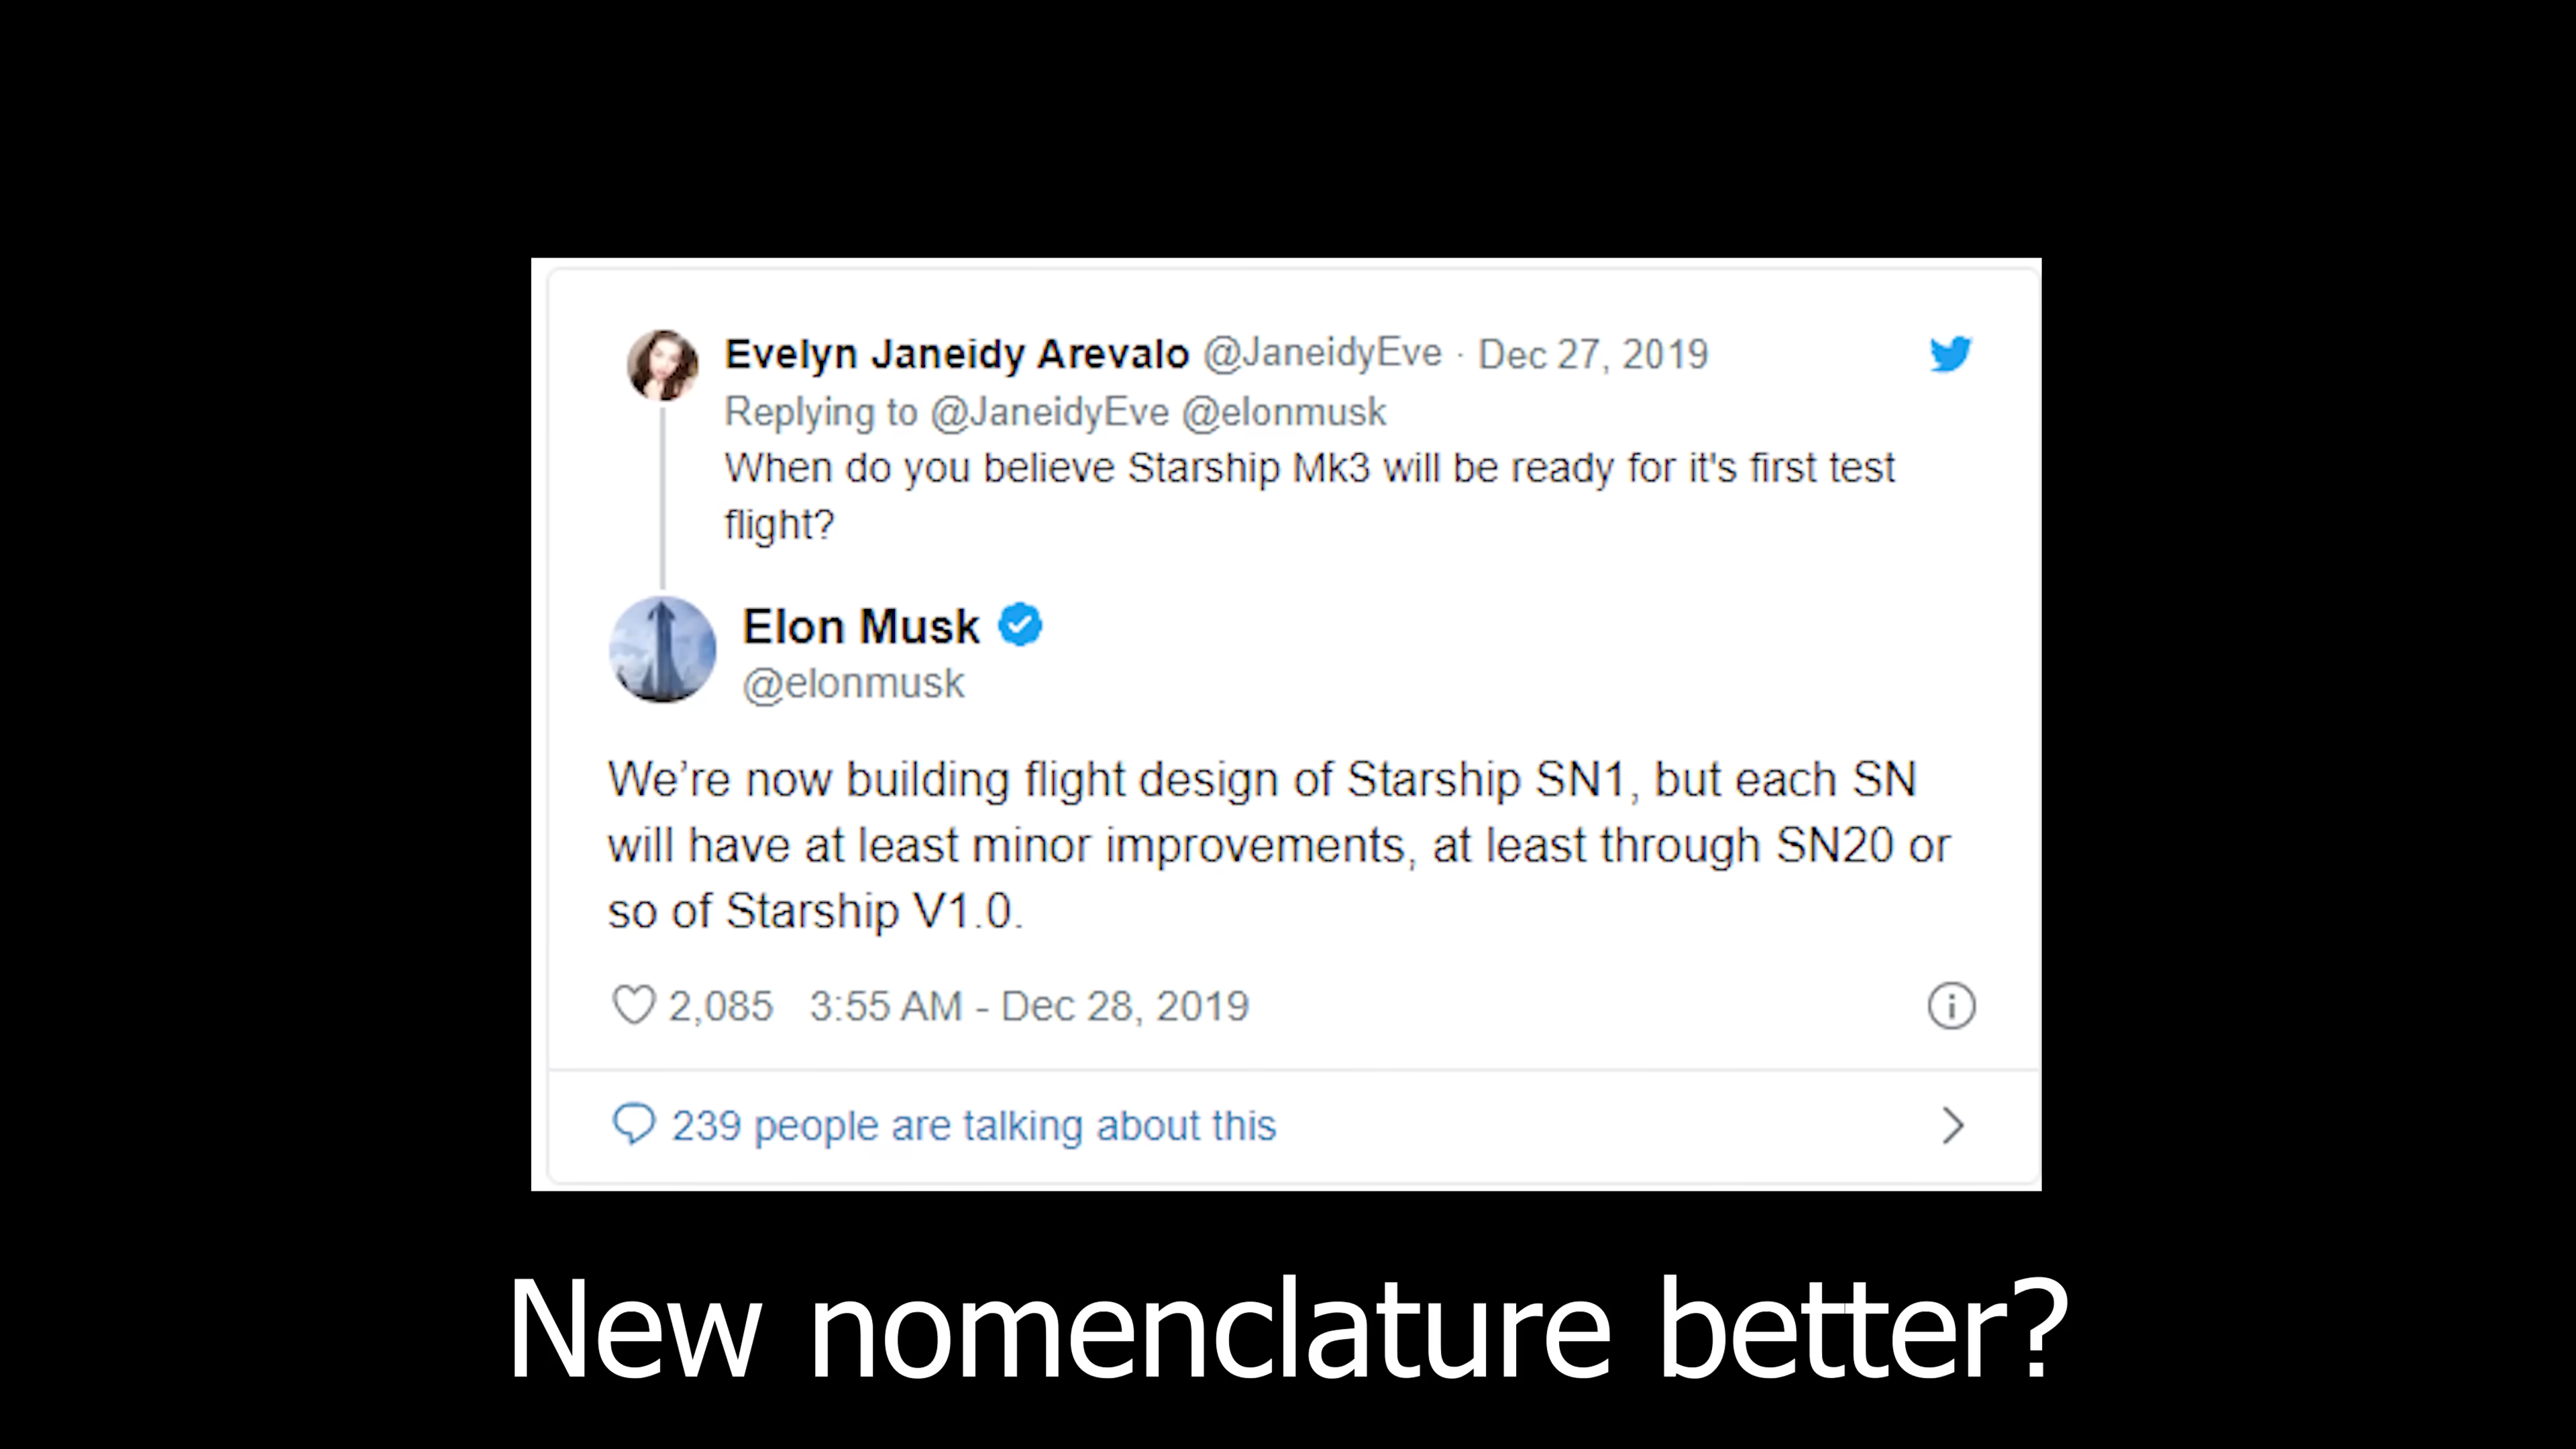 Evelyn Janeidy Arevalo @JaneidyEve · Dec 27, 2019
Replying to @JaneidyEve @elonmusk
When do you believe Starship Mk3 will be ready for it's first test
flight?
Elon Musk
@elonmusk
We’re now building flight design of Starship SN1, but each SN
will have at least minor improvements, at least through SN20 or
so of Starship V1.0.
2,085 3:55 AM - Dec 28, 2019
239 people are talking about this
New nomenclature better?